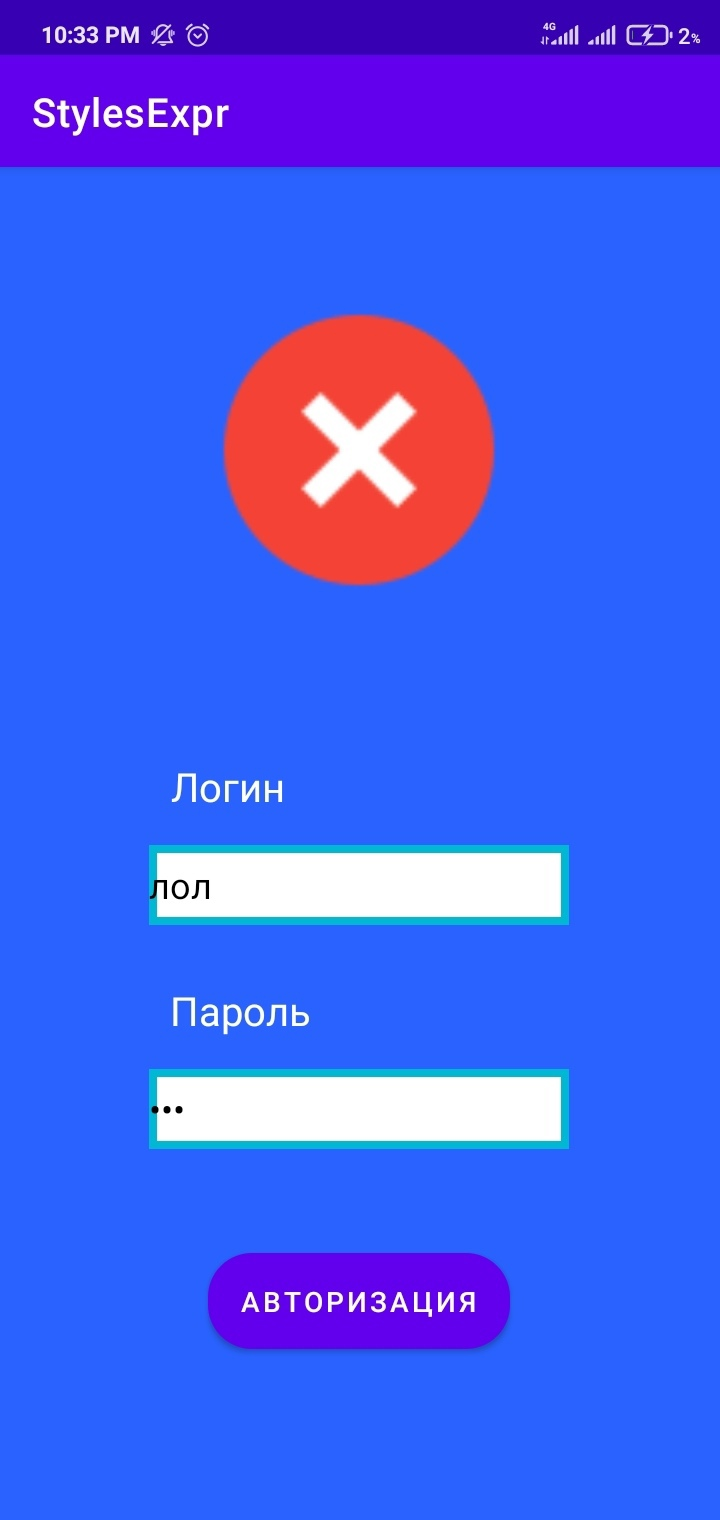 10:33 PM 4G 2%
StylesExpr
Логин
лол
Пароль
•••
АВТОРИЗАЦИЯ